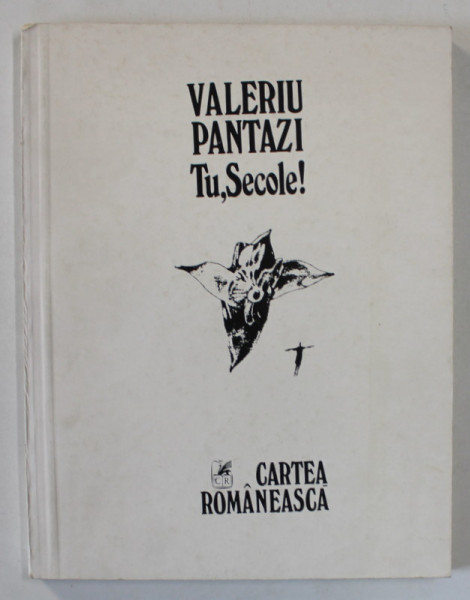 VALERIU
PANTAZI
Tu, Secole!
CR
CARTEA
ROMÂNEASCĂ